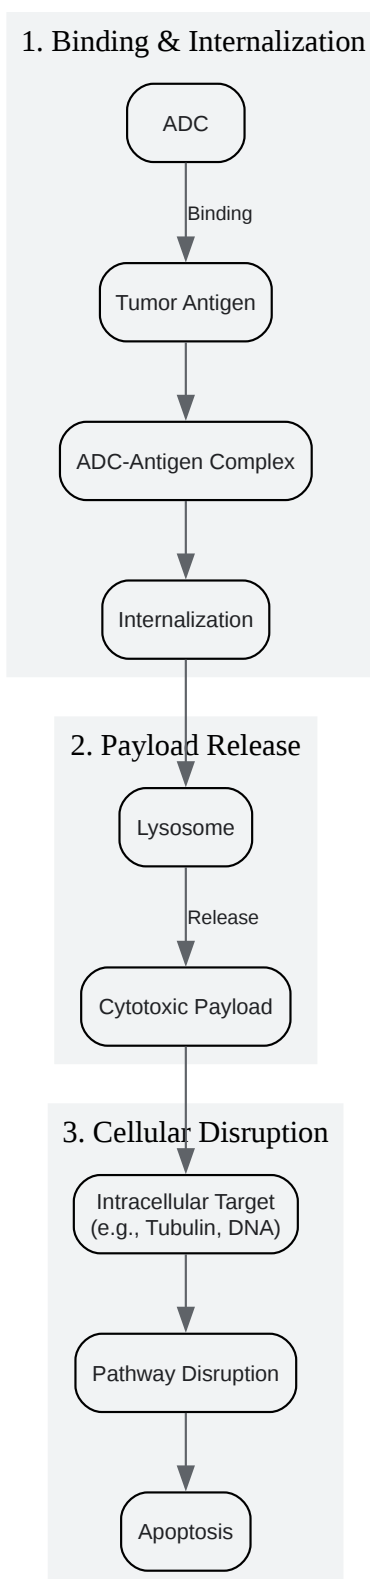 1. Binding & Internalization
ADC
Binding
Tumor Antigen
ADC-Antigen Complex
Internalization
2. Payload Release
Lysosome
Release
Cytotoxic Payload
3. Cellular Disruption
Intracellular Target
(e.g., Tubulin, DNA)
Pathway Disruption
Apoptosis